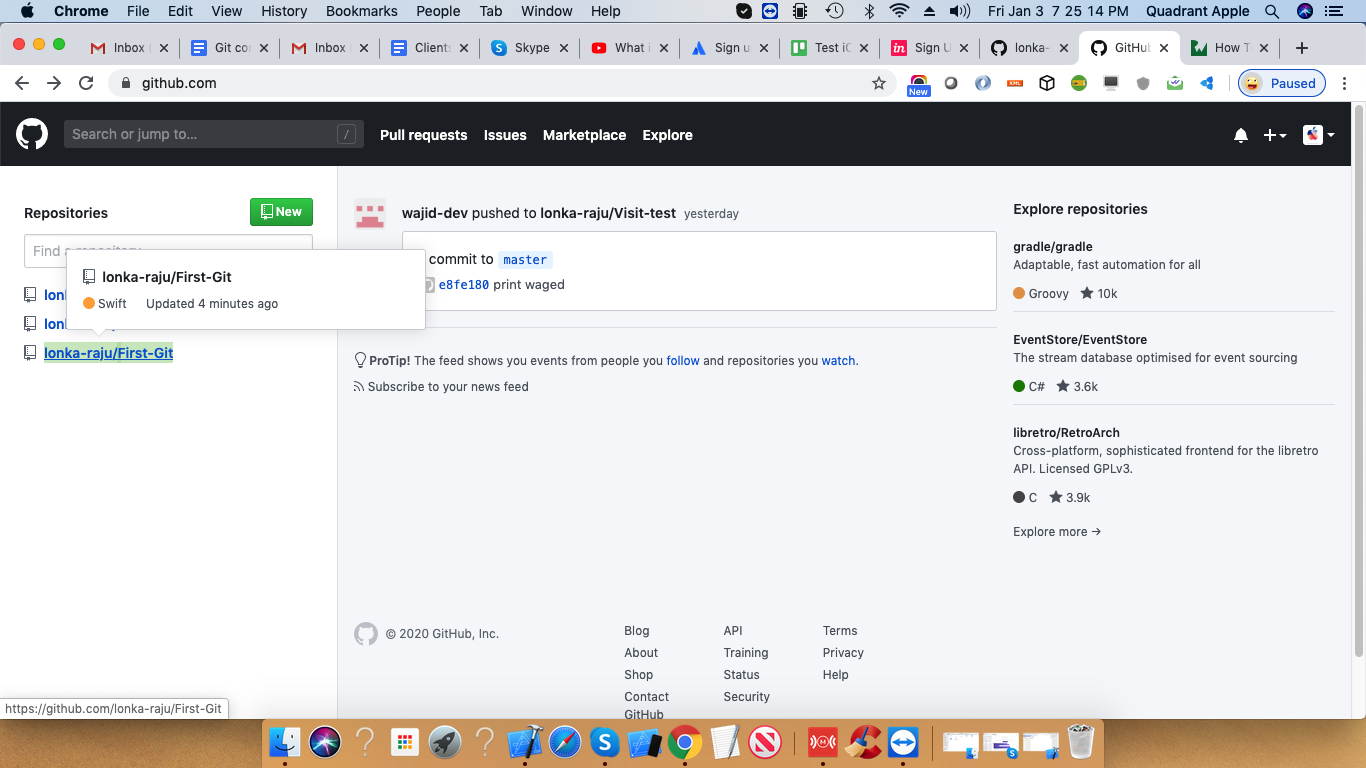 Chrome File Edit View History Bookmarks People Tab Window Help Fri Jan 3 7 25 14 PM Quadrant Apple
Inbox Git co Inbox Clients Skype What i Sign u Test iO in Sign U lonka- GitHub How T
github.com New XML Paused
Search or jump to... / Pull requests Issues Marketplace Explore
Repositories
New
Find a repository
lonka-raju/First-Git
Swift Updated 4 minutes ago
lonka-raju/First-Git
wajid-dev pushed to lonka-raju/Visit-test yesterday
commit to master
e8fe180 print waged
ProTip! The feed shows you events from people you follow and repositories you watch.
Subscribe to your news feed
Explore repositories
gradle/gradle
Adaptable, fast automation for all
Groovy 10k
EventStore/EventStore
The stream database optimised for event sourcing
C# 3.6k
libretro/RetroArch
Cross-platform, sophisticated frontend for the libretro
API. Licensed GPLv3.
C 3.9k
Explore more →
© 2020 GitHub, Inc.
Blog API Terms
About Training Privacy
Shop Status Help
Contact Security
GitHub
https://github.com/lonka-raju/First-Git